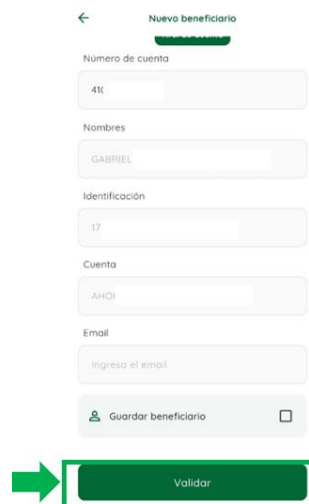 Nuevo beneficiario
Número de cuenta
41
Nombres
GABRIEL
Identificación
17
Cuenta
AHO
Email
Ingresa el email
Guardar beneficiario
Validar